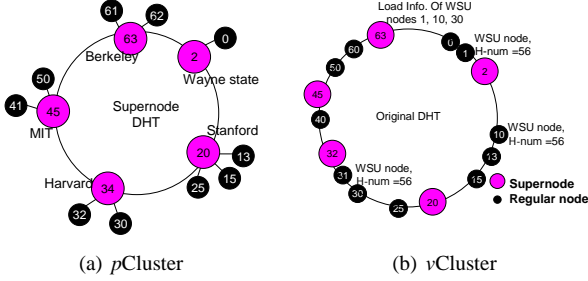 61
62
63
0
2
Berkeley
Wayne state
50
41
45
MIT
Supernode
DHT
Stanford
20
13
15
25
Harvard
34
32
30
(a) pCluster
Load Info. Of WSU
nodes 1, 10, 30
63
0
1
WSU node,
H-num =56
60
50
2
45
40
Original DHT
10
WSU node,
H-num =56
13
32
31
WSU node,
H-num =56
30
15
25
20
Supernode
Regular node
(b) vCluster